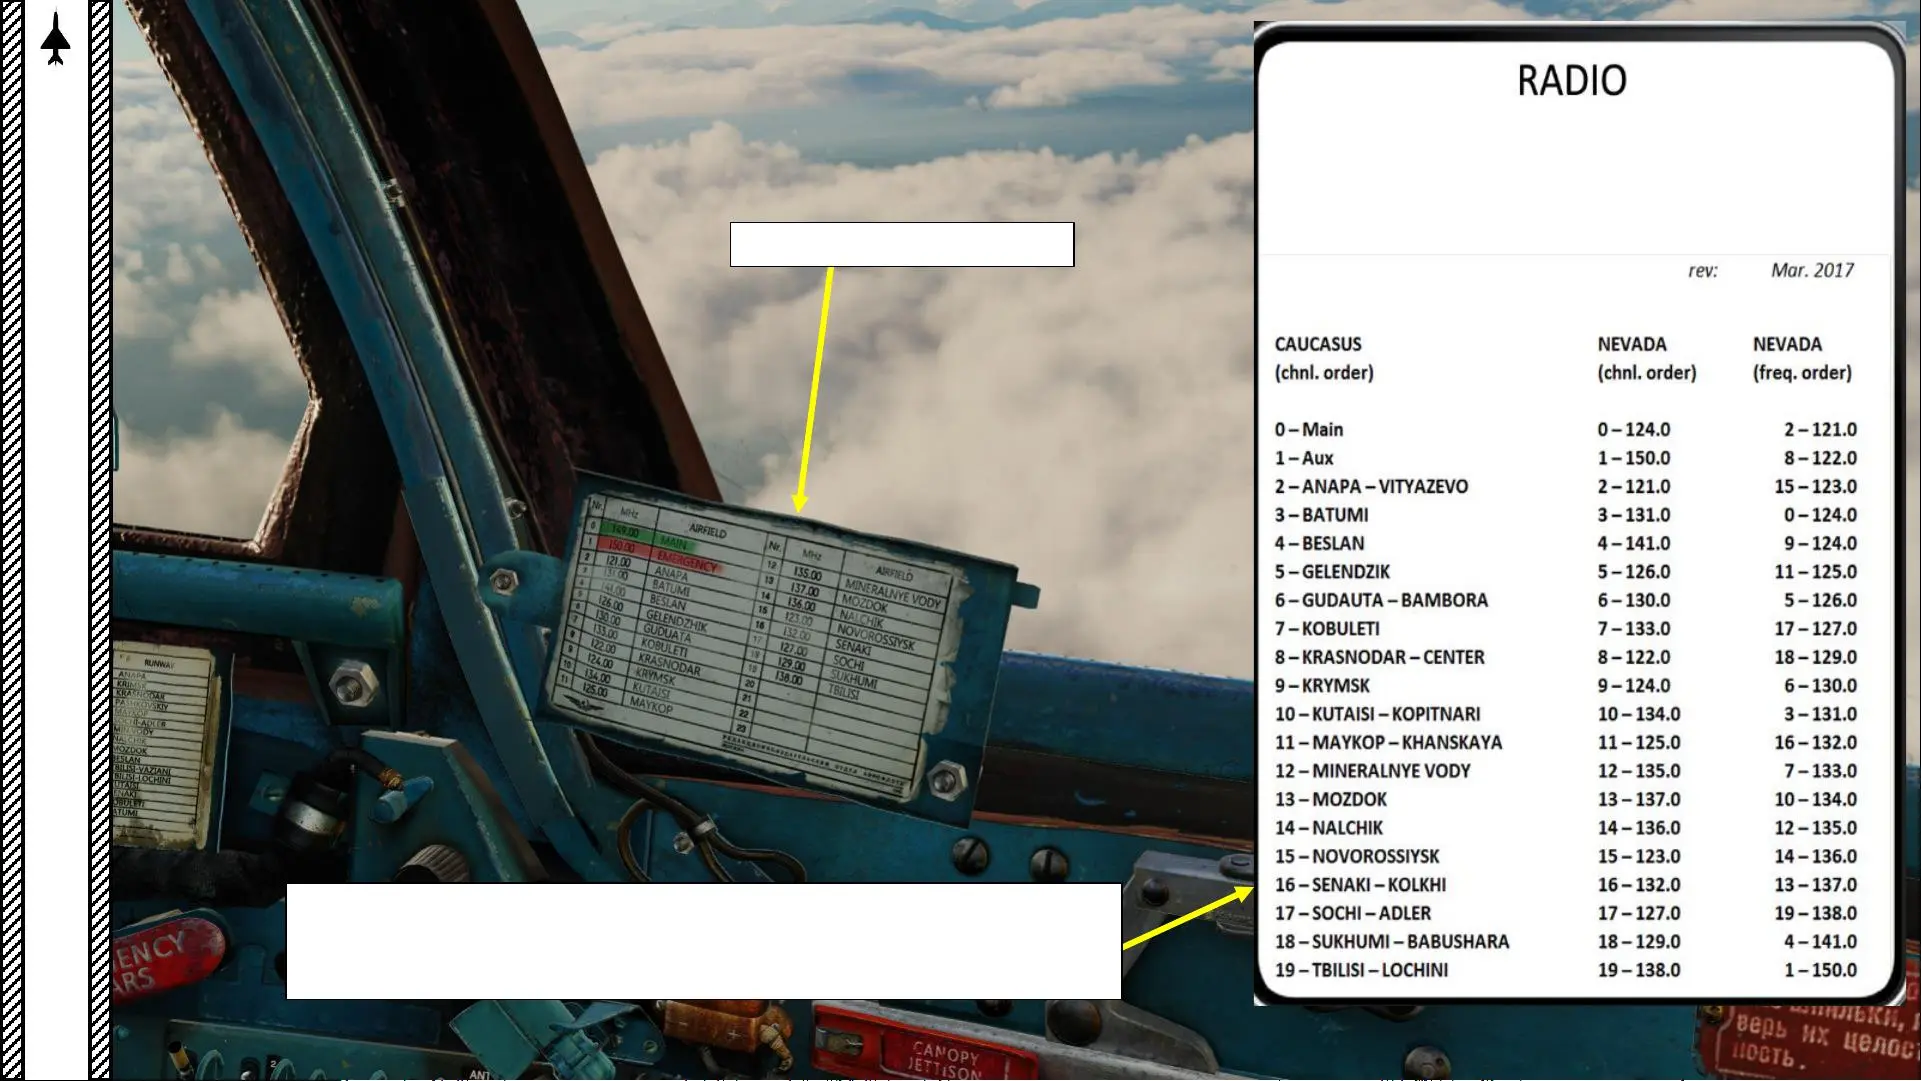 RADIO
rev: Mar. 2017
CAUCASUS NEVADA NEVADA
(chnl. order) (chnl. order) (freq. order)
0 – Main 0 – 124.0 2 – 121.0
1 – Aux 1 – 150.0 8 – 122.0
2 – ANAPA – VITYAZEVO 2 – 121.0 15 – 123.0
3 – BATUMI 3 – 131.0 0 – 124.0
4 – BESLAN 4 – 141.0 9 – 124.0
5 – GELENDZIK 5 – 126.0 11 – 125.0
6 – GUDAUTA – BAMBORA 6 – 130.0 5 – 126.0
7 – KOBULETI 7 – 133.0 17 – 127.0
8 – KRASNODAR – CENTER 8 – 122.0 18 – 129.0
9 – KRYMSK 9 – 124.0 6 – 130.0
10 – KUTAISI – KOPITNARI 10 – 134.0 3 – 131.0
11 – MAYKOP – KHANSKAYA 11 – 125.0 16 – 132.0
12 – MINERALNYE VODY 12 – 135.0 7 – 133.0
13 – MOZDOK 13 – 137.0 10 – 134.0
14 – NALCHIK 14 – 136.0 12 – 135.0
15 – NOVOROSSIYSK 15 – 123.0 14 – 136.0
16 – SENAKI – KOLKHI 16 – 132.0 13 – 137.0
17 – SOCHI – ADLER 17 – 127.0 19 – 138.0
18 – SUKHUMI – BABUSHARA 18 – 129.0 4 – 141.0
19 – TBILISI – LOCHINI 19 – 138.0 1 – 150.0
Nr. MHz AIRFIELD
0 149.00 MAIN
1 150.00 EMERGENCY
2 121.00 ANAPA
3 131.00 BATUMI
4 141.00 BESLAN
5 126.00 GELENDZHIK
6 130.00 GUDUATA
7 133.00 KOBULETI
8 122.00 KRASNODAR
9 124.00 KRYMSK
10 134.00 KUTAISI
11 125.00 MAYKOP
Nr. MHz AIRFIELD
12 135.00 MINERALNYE VODY
13 137.00 MOZDOK
14 136.00 NALCHIK
15 123.00 NOVOROSSIYSK
16 132.00 SENAKI
17 127.00 SOCHI
18 129.00 SUKHUMI
19 138.00 TBILISI
20
21
22
23
RUNWAY
ANAPA
KRIMSK
KRASNODAR
PASHKOVSKIY
MAYKOP
SOCHI-ADLER
MIN.VODY
NALCHIK
MOZDOK
BESLAN
TBILISI-VAZIANI
TBILISI-LOCHINI
KUTAISI
SENAKI
KOBULETI
BATUMI
ENCY
ARS
2
ANT
CANOPY
JETTISON
верь их целос
ность.